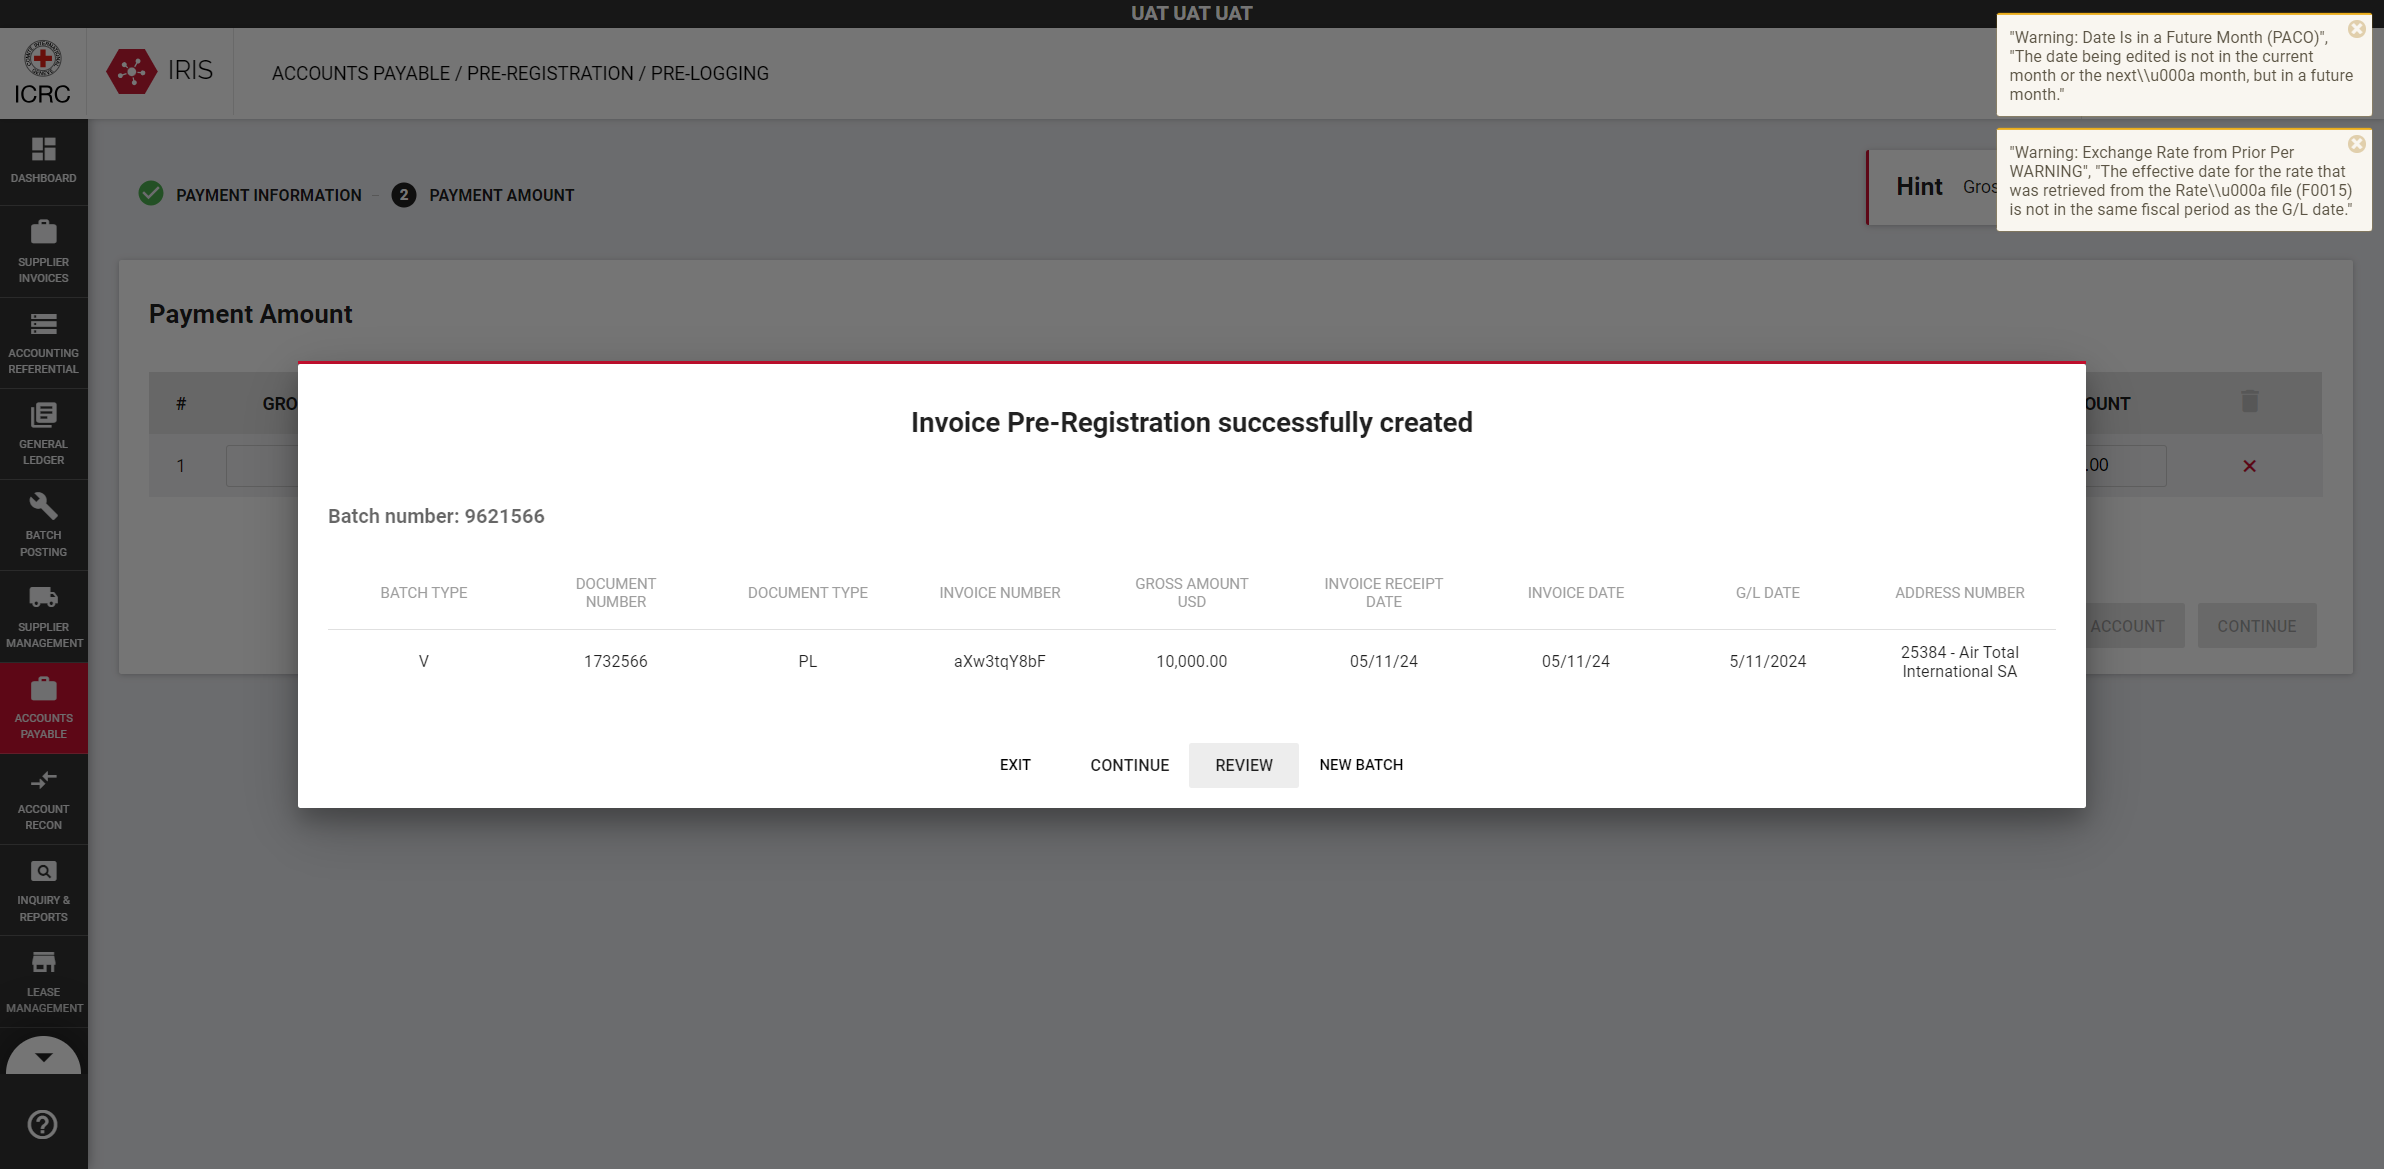 UAT UAT UAT
ICRC
IRIS
ACCOUNTS PAYABLE / PRE-REGISTRATION / PRE-LOGGING
"Warning: Date Is in a Future Month (PACO)",
"The date being edited is not in the current
month or the next\\u000a month, but in a future
month."
"Warning: Exchange Rate from Prior Per
WARNING", "The effective date for the rate that
was retrieved from the Rate\\u000a file (F0015)
is not in the same fiscal period as the G/L date."
DASHBOARD
SUPPLIER
INVOICES
ACCOUNTING
REFERENTIAL
GENERAL
LEDGER
BATCH
POSTING
SUPPLIER
MANAGEMENT
ACCOUNTS
PAYABLE
ACCOUNT
RECON
INQUIRY &
REPORTS
LEASE
MANAGEMENT
PAYMENT INFORMATION - 2 PAYMENT AMOUNT
Hint Gros
Payment Amount
# GRO OUNT
1 .00
ACCOUNT CONTINUE
Invoice Pre-Registration successfully created
Batch number: 9621566
BATCH TYPE
DOCUMENT
NUMBER
DOCUMENT TYPE
INVOICE NUMBER
GROSS AMOUNT
USD
INVOICE RECEIPT
DATE
INVOICE DATE
G/L DATE
ADDRESS NUMBER
V
1732566
PL
aXw3tqY8bF
10,000.00
05/11/24
05/11/24
5/11/2024
25384 - Air Total
International SA
EXIT CONTINUE REVIEW NEW BATCH